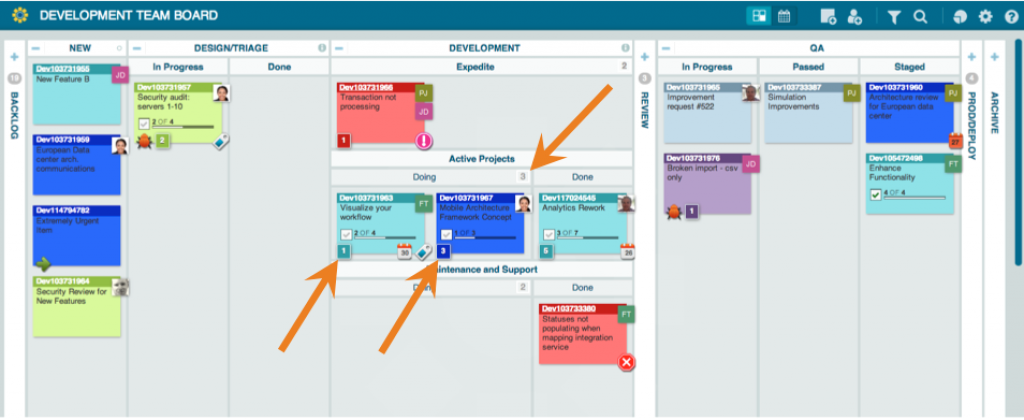 DEVELOPMENT TEAM BOARD
NEW
DESIGN/TRIAGE
DEVELOPMENT
QA
BACKLOG
REVIEW
PROD/DEPLOY
ARCHIVE
In Progress
Done
Expedite
2
In Progress
Passed
Staged
Dev103731955
New Feature B
JD
Dev103731959
European Data
center arch.
communications
Dev114794782
Extremely Urgent
Item
Dev103731964
Security Review for
New Features
Dev103731957
Security audit:
servers 1-10
2 OF 4
2
Dev103731966
Transaction not
processing
PJ
JD
1
Active Projects
Doing
3
Done
Dev103731963
Visualize your
workflow
FT
2 OF 4
1
30
Dev103731967
Mobile Architecture
Framework Concept
1 OF 3
3
Dev117024545
Analytics Rework
3 OF 7
5
26
Maintenance and Support
2
Done
Dev103733380
Statuses not
populating when
mapping integration
service
FT
3
Dev103731965
Improvement
request #522
Dev103731976
Broken import - csv
only
JD
1
Dev103733367
Simulation
Improvements
PJ
Dev103731960
Architecture review
for European data
center
PJ
27
Dev105472498
Enhance
Functionality
FT
4 OF 4
4